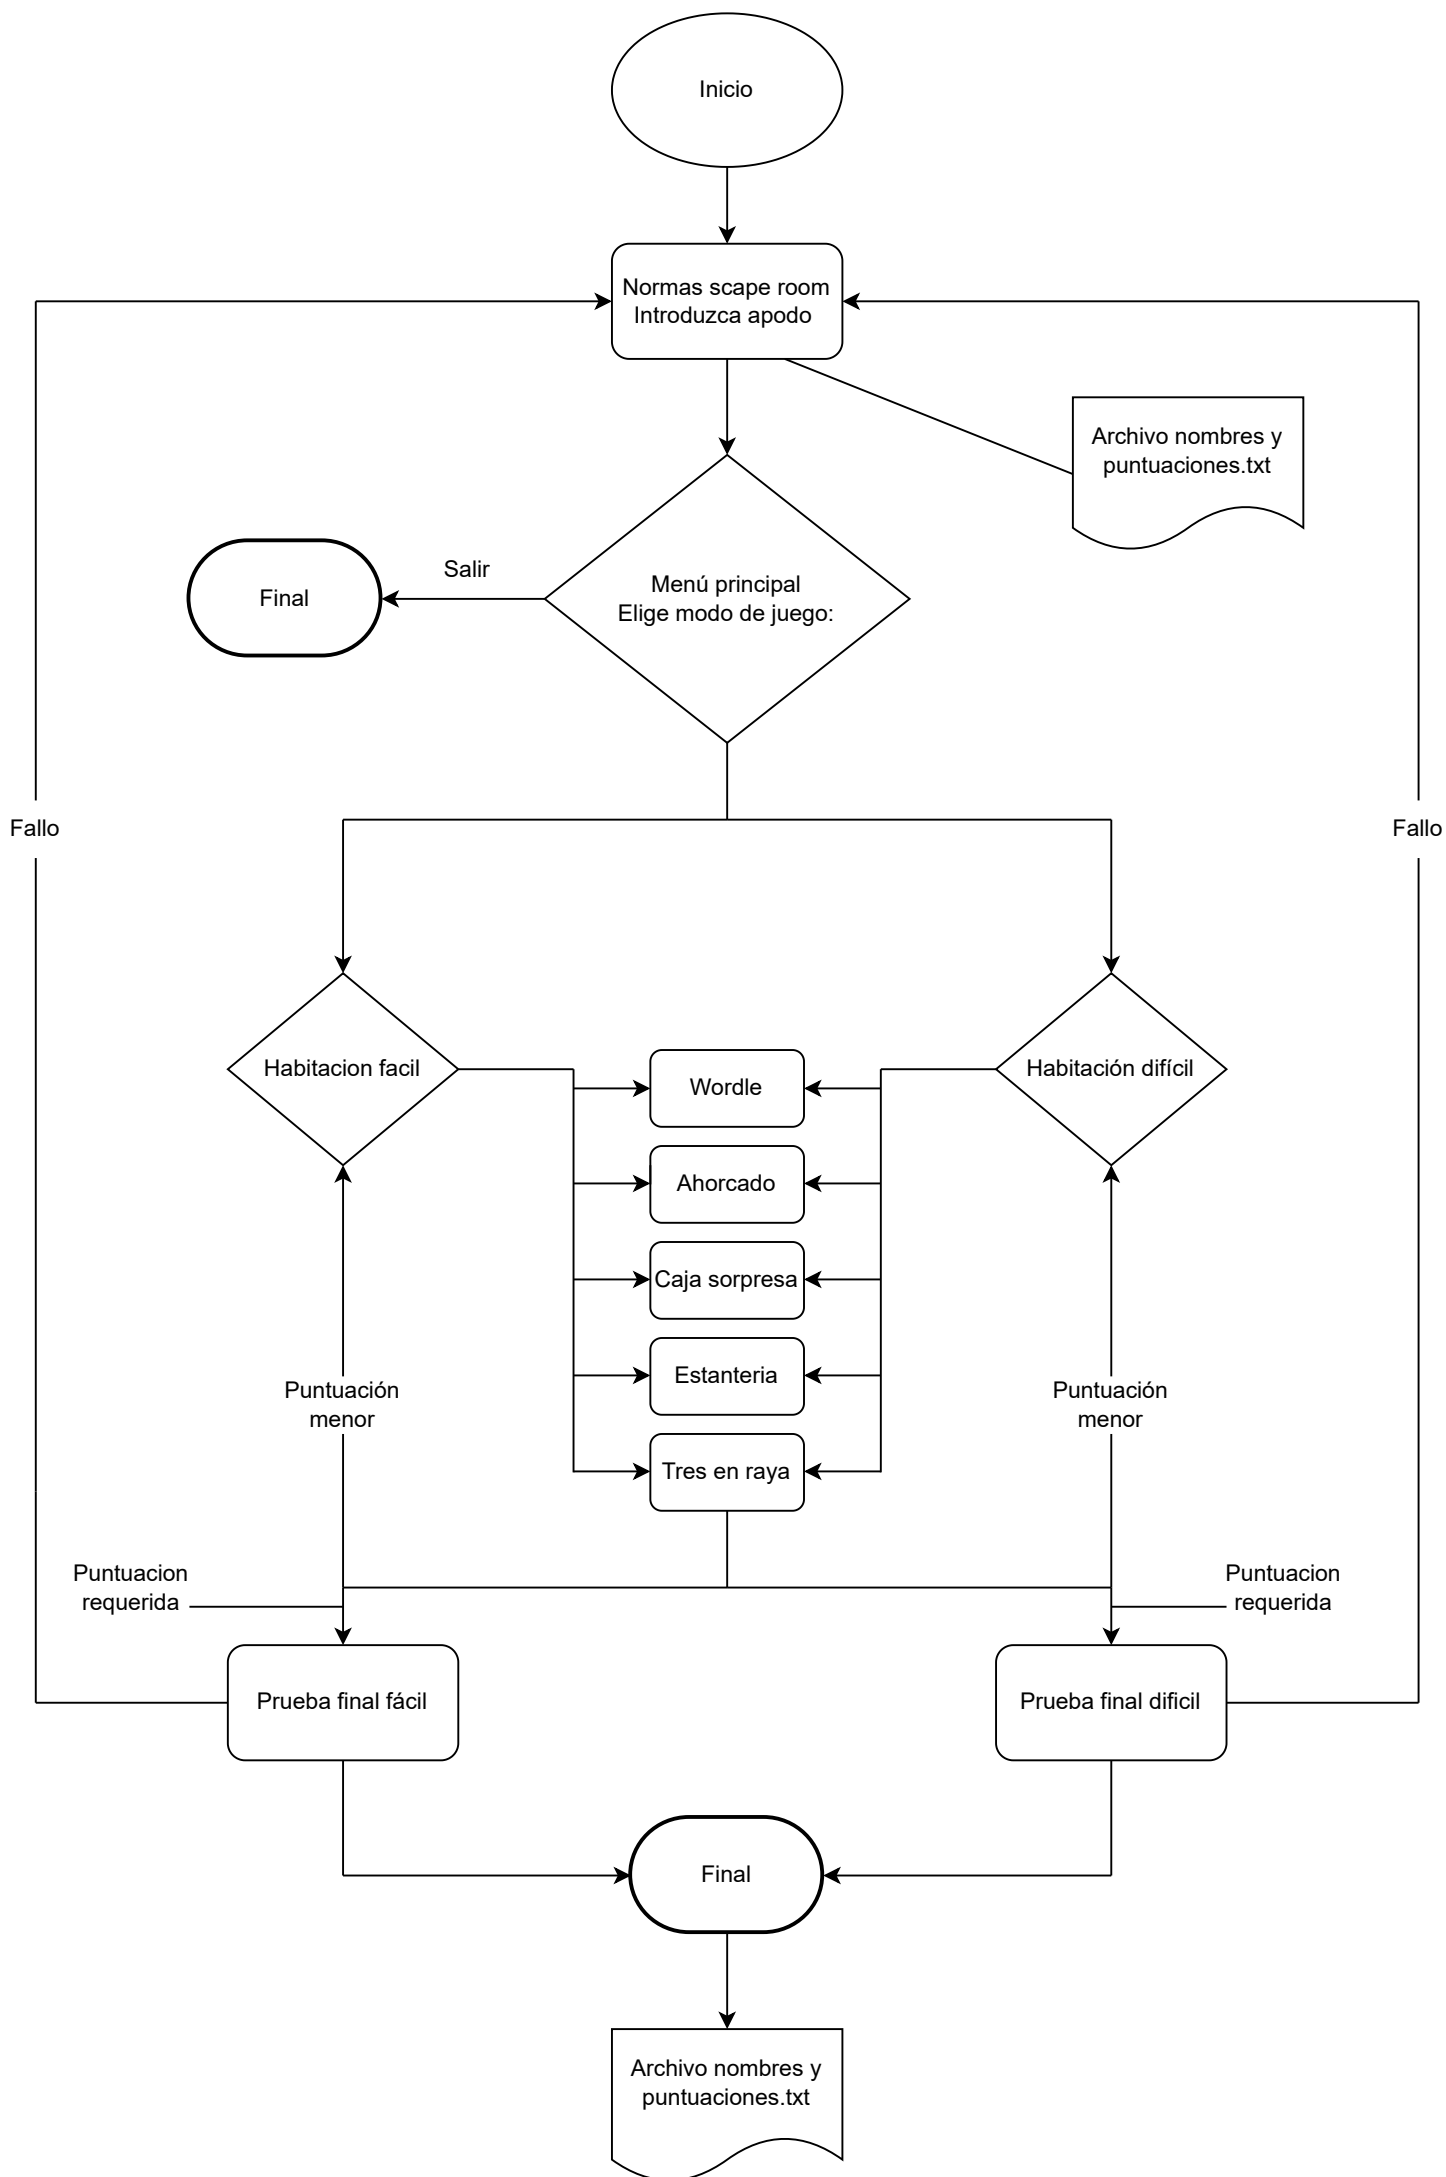 Inicio
Normas scape room
Introduzca apodo
Archivo nombres y
puntuaciones.txt
Salir
Final
Menú principal
Elige modo de juego:
Fallo
Fallo
Habitacion facil
Wordle
Habitación difícil
Ahorcado
Caja sorpresa
Estanteria
Puntuación
menor
Puntuación
menor
Tres en raya
Puntuacion
requerida
Puntuacion
requerida
Prueba final fácil
Prueba final dificil
Final
Archivo nombres y
puntuaciones.txt